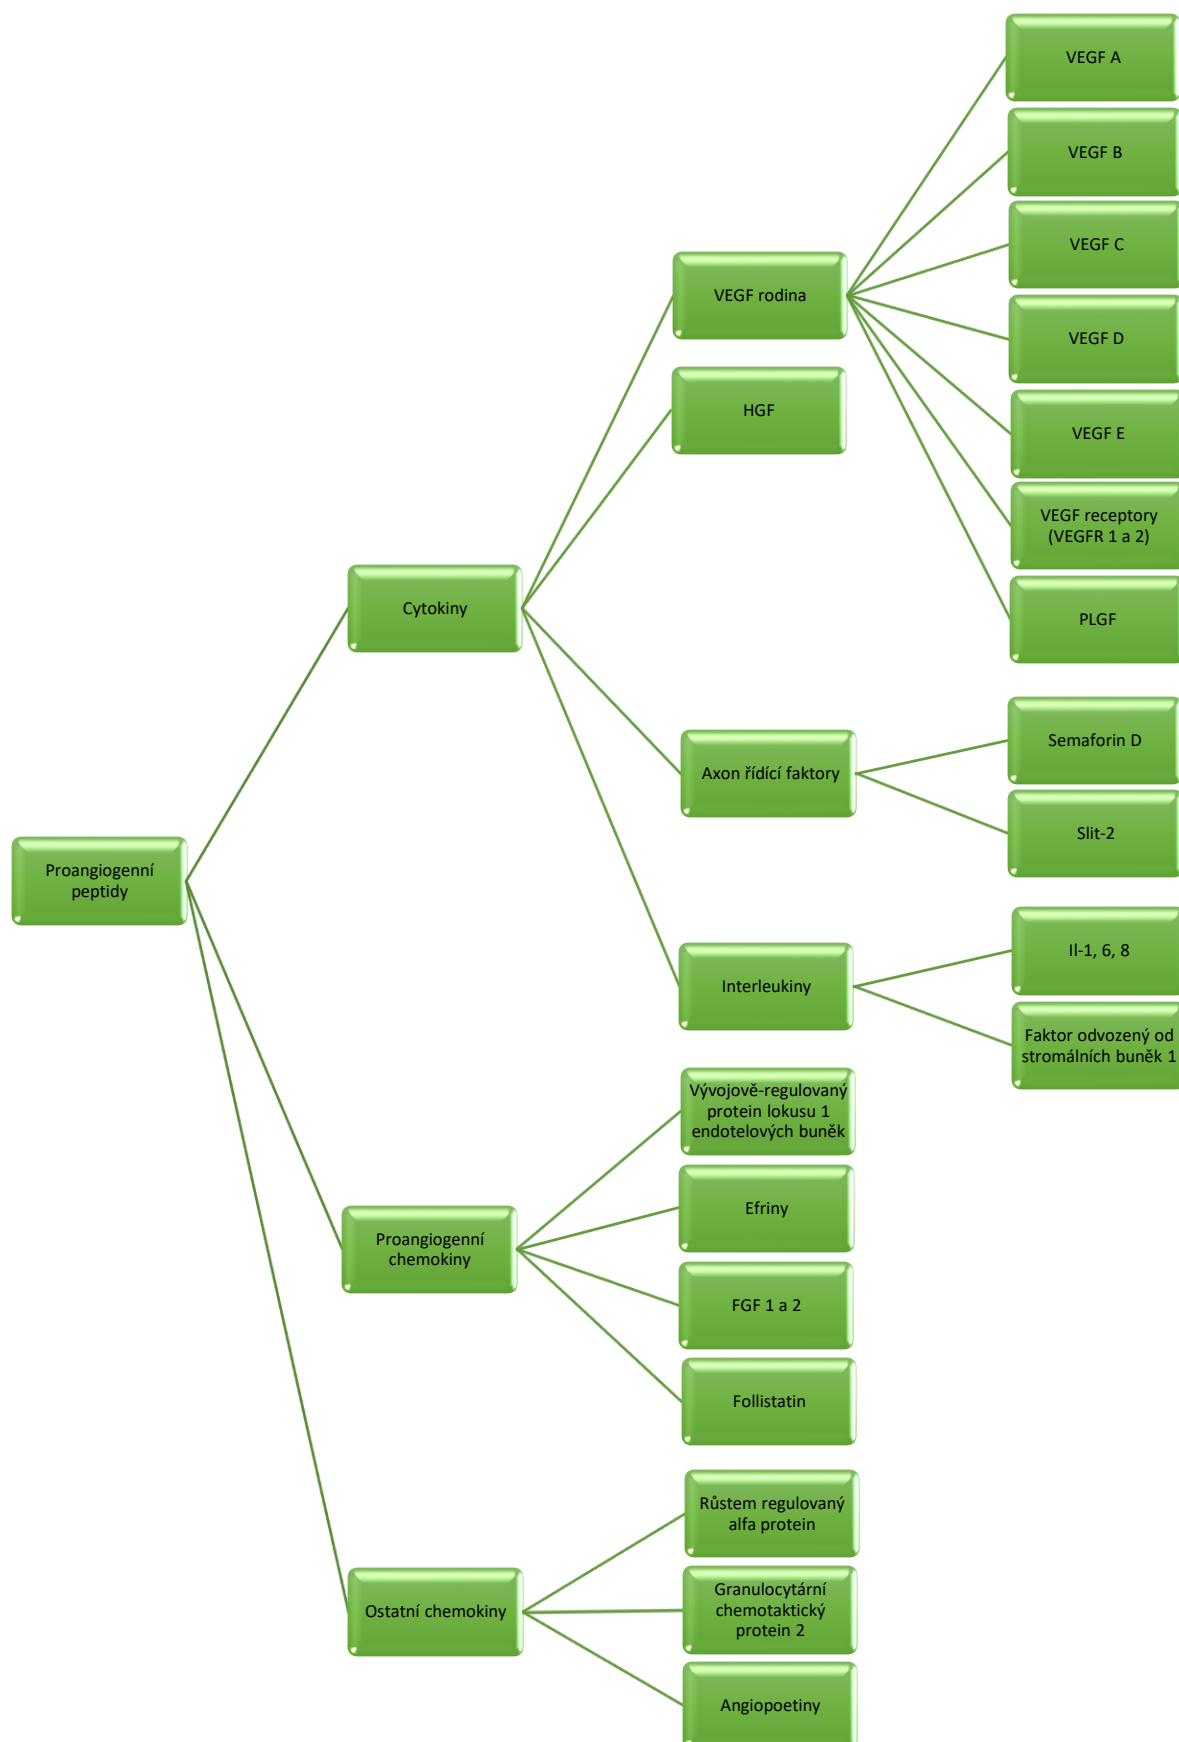 Proangiogenní
peptidy
Cytokiny
VEGF rodina
VEGF A
VEGF B
VEGF C
VEGF D
VEGF E
VEGF receptory
(VEGFR 1 a 2)
PLGF
HGF
Axon řídící faktory
Semaforin D
Slit-2
Interleukiny
Il-1, 6, 8
Faktor odvozený od
stromálních buněk 1
Proangiogenní
chemokiny
Vývojově-regulovaný
protein lokusu 1
endotelových buněk
Efriny
FGF 1 a 2
Follistatin
Ostatní chemokiny
Růstem regulovaný
alfa protein
Granulocytární
chemotaktický
protein 2
Angiopoetiny